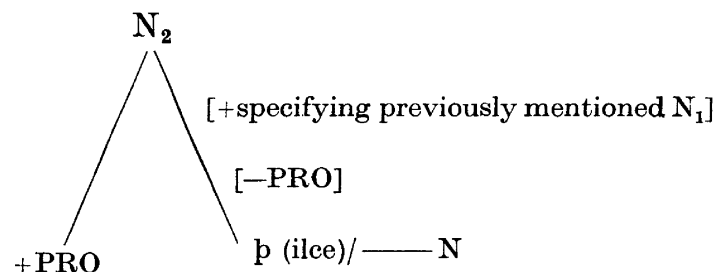 N₂
[+specifying previously mentioned N₁]
[—PRO]
+PRO
þ (ilce)/——— N